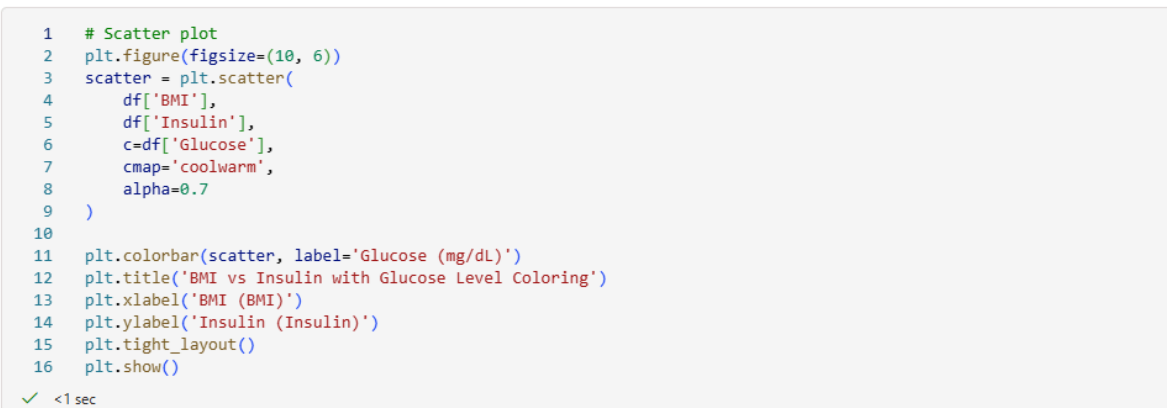 1 # Scatter plot
2 plt.figure(figsize=(10, 6))
3 scatter = plt.scatter(
4     df['BMI'],
5     df['Insulin'],
6     c=df['Glucose'],
7     cmap='coolwarm',
8     alpha=0.7
9 )
10
11 plt.colorbar(scatter, label='Glucose (mg/dL)')
12 plt.title('BMI vs Insulin with Glucose Level Coloring')
13 plt.xlabel('BMI (BMI)')
14 plt.ylabel('Insulin (Insulin)')
15 plt.tight_layout()
16 plt.show()
✓ <1 sec